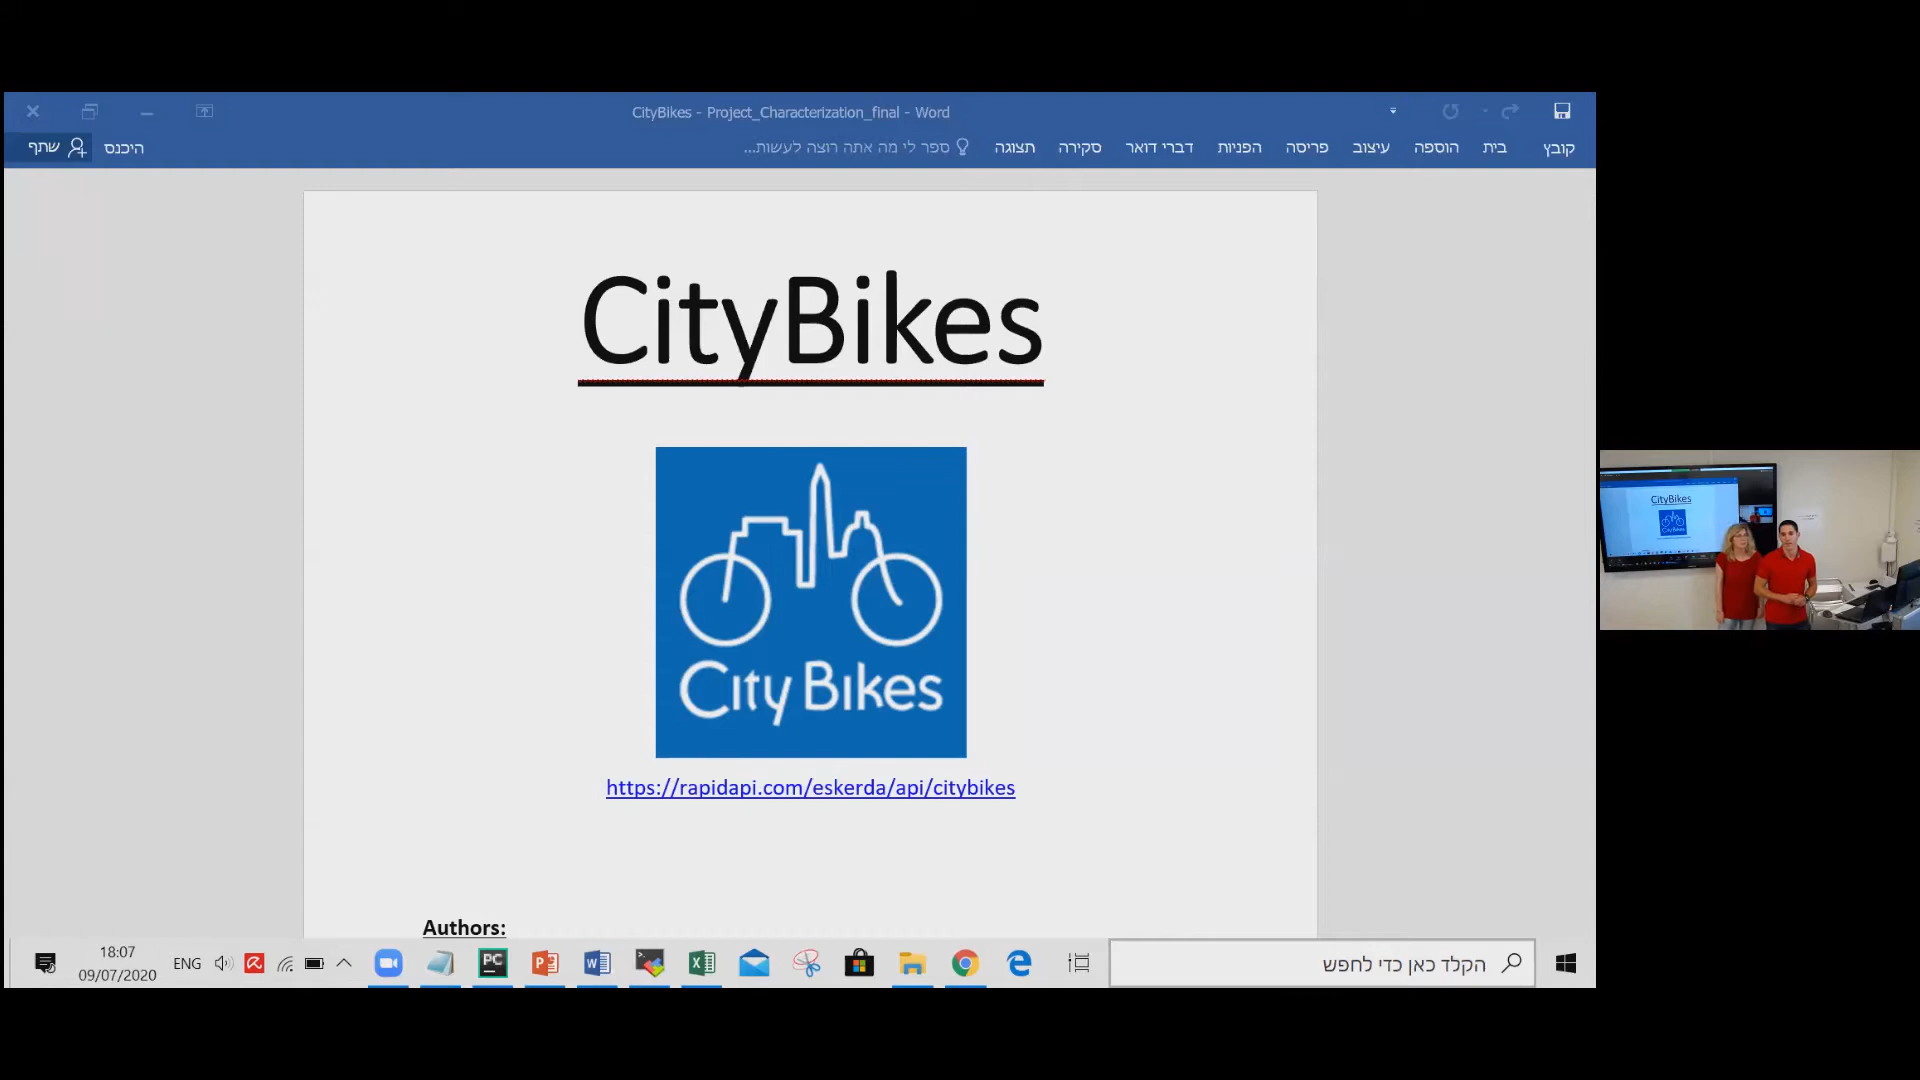 CityBikes - Project_Characterization_final - Word
קובץ בית הוספה עיצוב פריסה הפניות דברי דואר סקירה תצוגה ספר לי מה אתה רוצה לעשות... היכנס שתף
CityBikes
City Bikes
https://rapidapi.com/eskerda/api/citybikes
Authors:
הקלד כאן כדי לחפש
ENG
18:07
09/07/2020
CityBikes
City Bikes